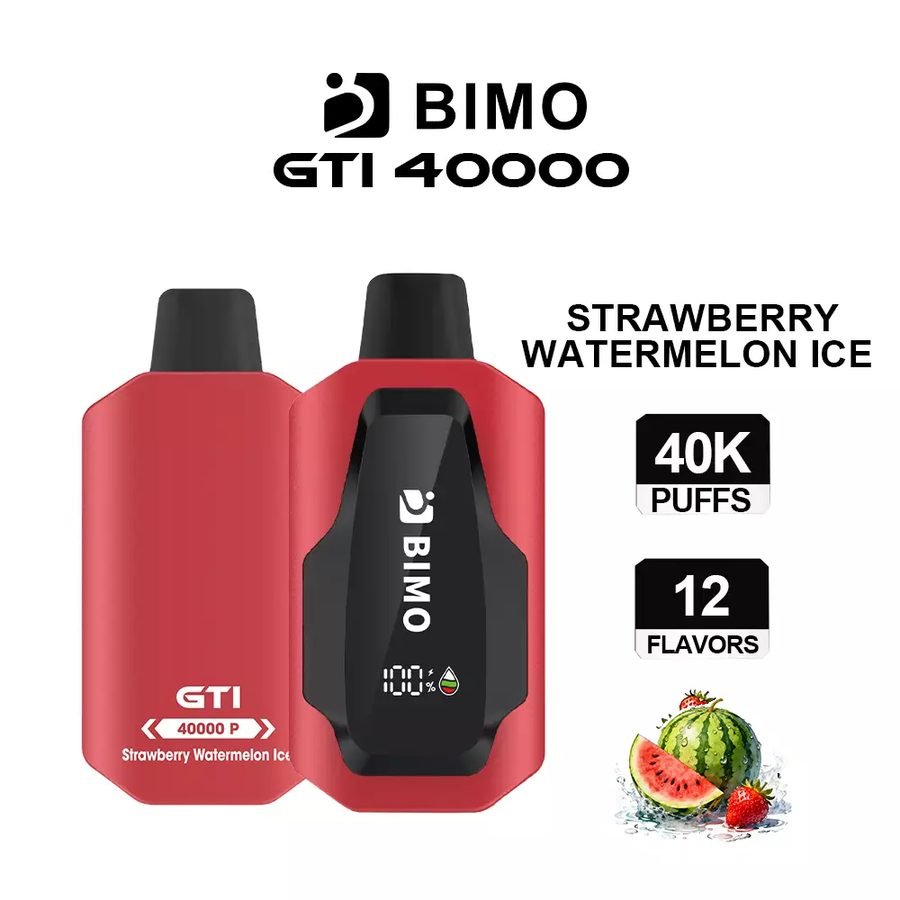 BIMO
GTI 40000
STRAWBERRY
WATERMELON ICE
40K
PUFFS
12
FLAVORS
GTI
40000 P
Strawberry Watermelon Ice
BIMO
100%